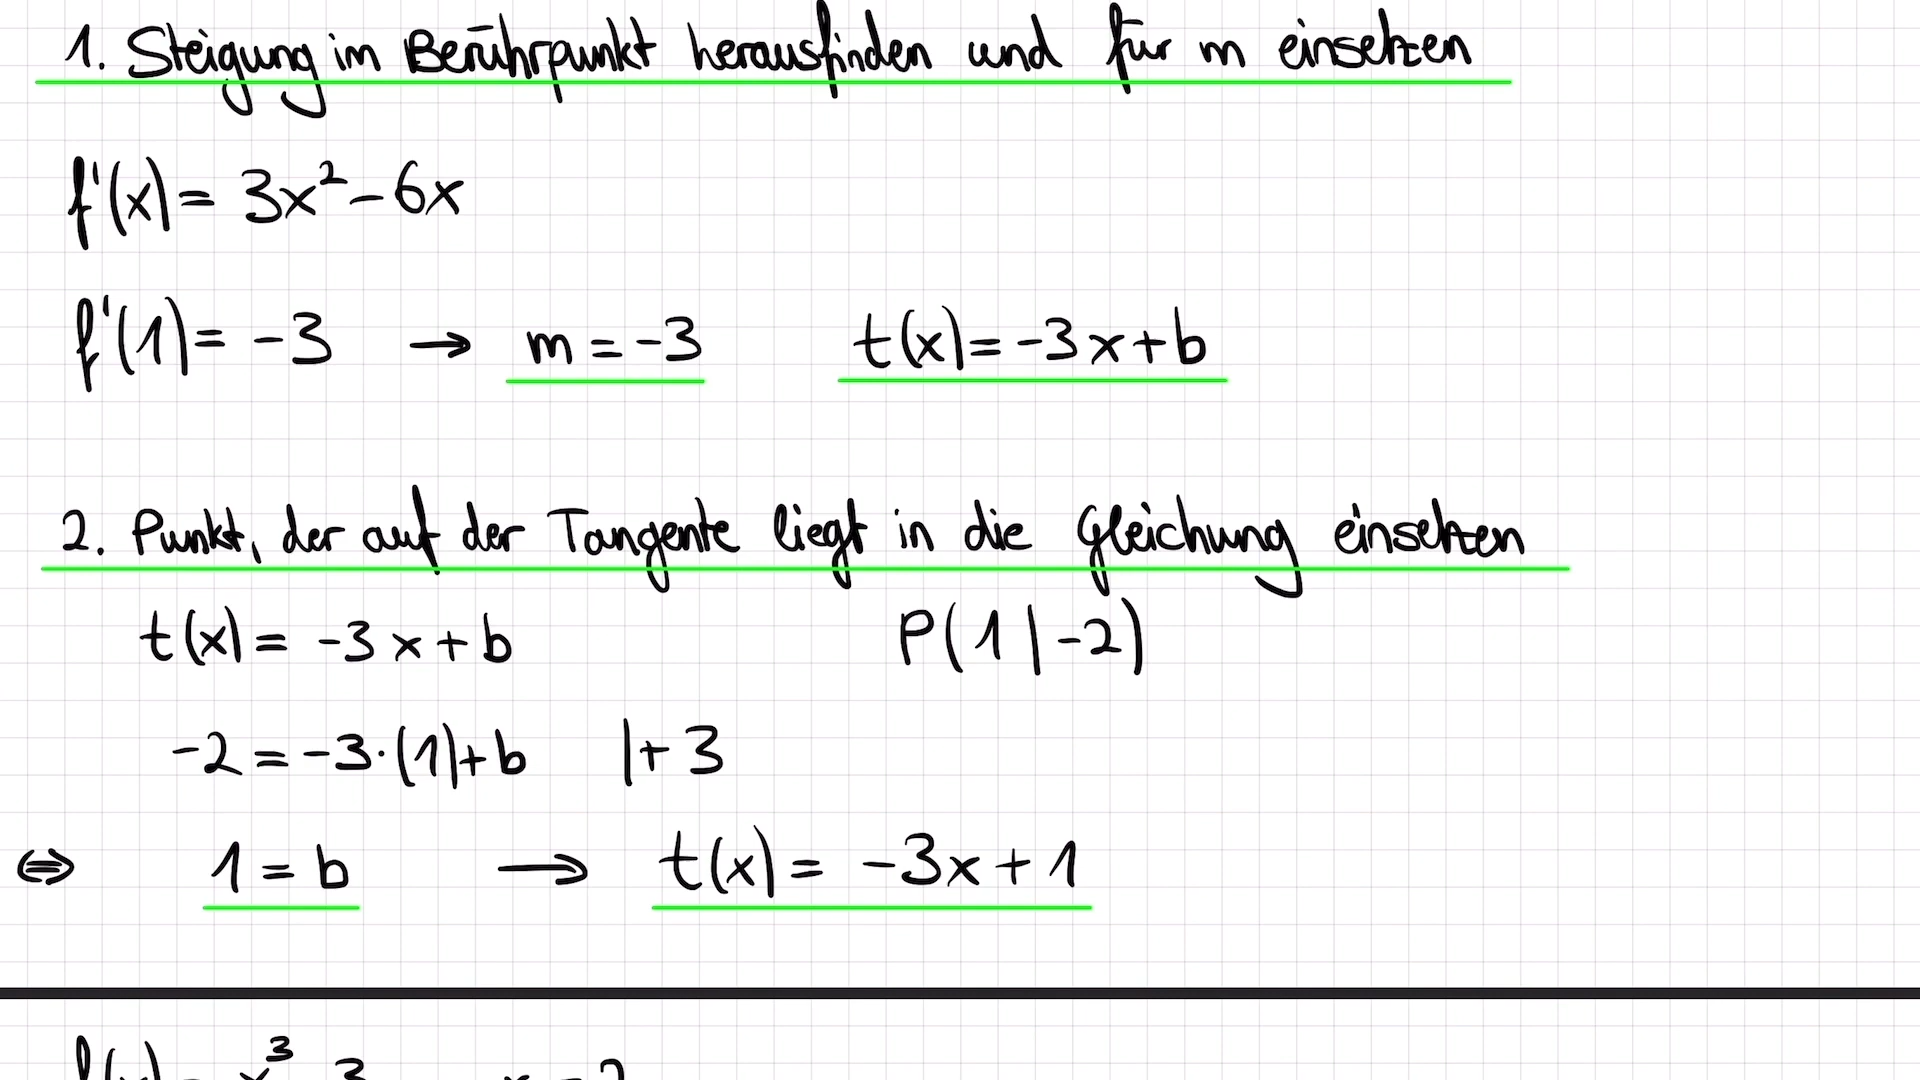 1. Steigung im Berührpunkt herausfinden und für m einsetzen
f'(x) = 3x² - 6x
f'(1) = -3 → m = -3 t(x) = -3x + b
2. Punkt, der auf der Tangente liegt in die Gleichung einsetzen
t(x) = -3x + b P(1 | -2)
-2 = -3·(1) + b |+3
⇔ 1 = b → t(x) = -3x + 1